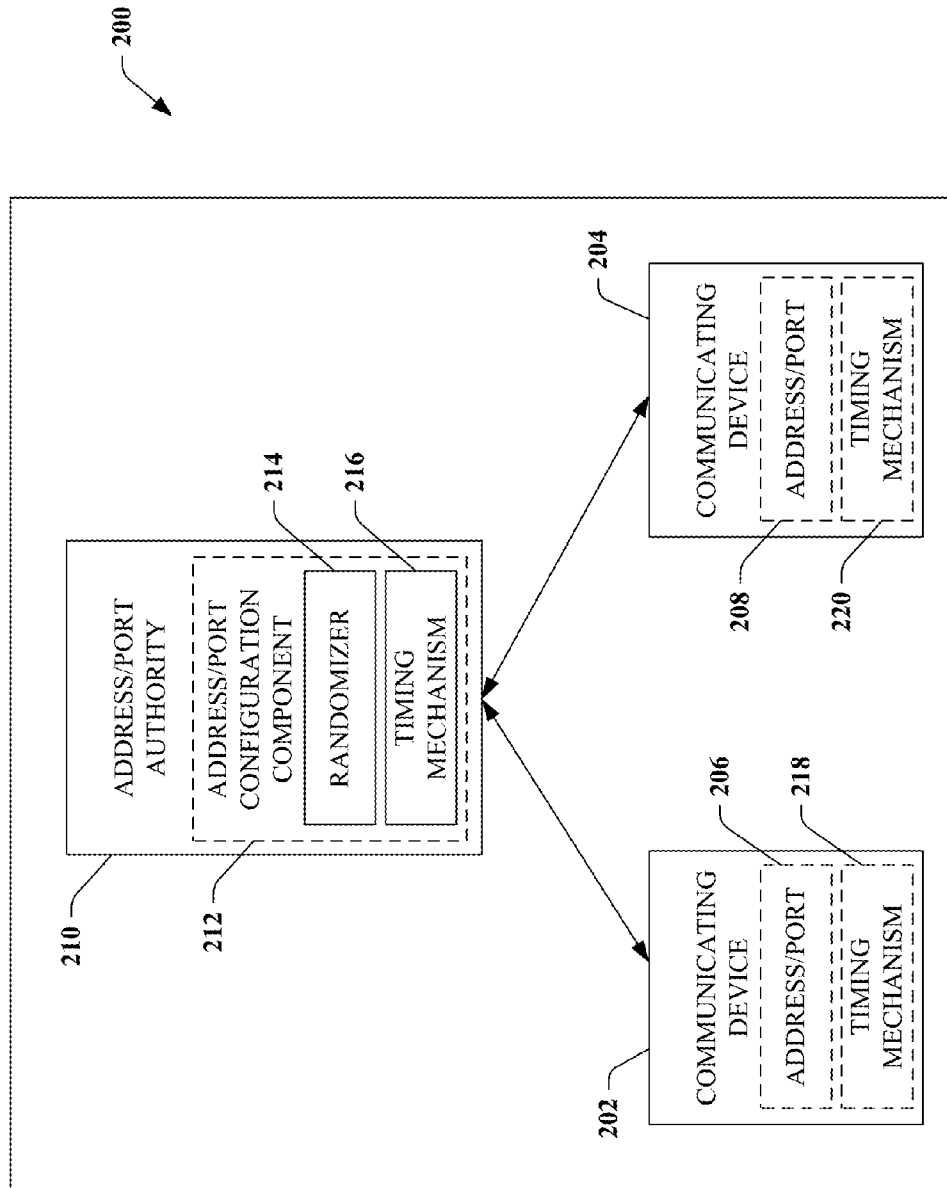 200
210
ADDRESS/PORT
AUTHORITY
212
ADDRESS/PORT
CONFIGURATION
COMPONENT
214
RANDOMIZER
216
TIMING
MECHANISM
202
COMMUNICATING
DEVICE
206
ADDRESS/PORT
218
TIMING
MECHANISM
204
COMMUNICATING
DEVICE
208
ADDRESS/PORT
220
TIMING
MECHANISM